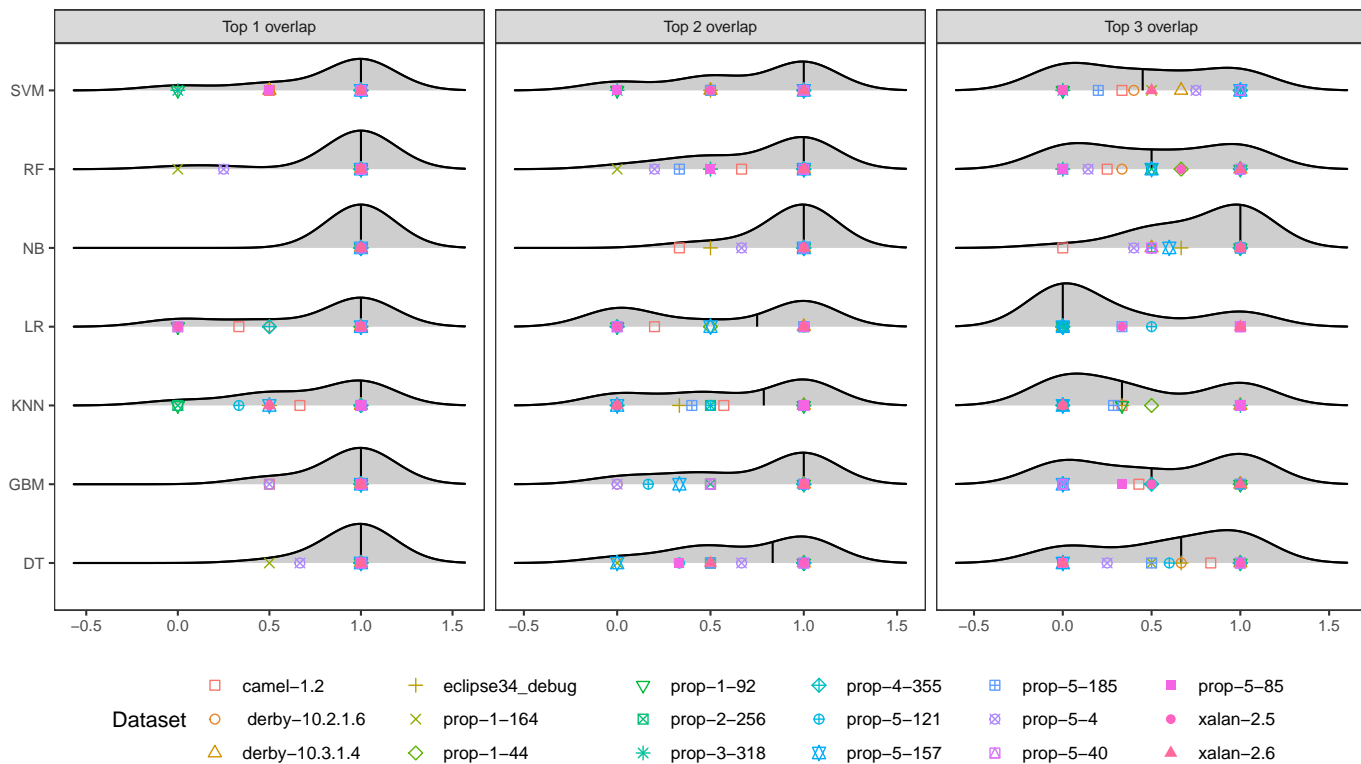 Top 1 overlap Top 2 overlap Top 3 overlap
SVM
RF
NB
LR
KNN
GBM
DT
−0.5 0.0 0.5 1.0 1.5 −0.5 0.0 0.5 1.0 1.5 −0.5 0.0 0.5 1.0 1.5
camel−1.2 eclipse34_debug prop−1−92 prop−4−355 prop−5−185 prop−5−85
Dataset derby−10.2.1.6 prop−1−164 prop−2−256 prop−5−121 prop−5−4 xalan−2.5
derby−10.3.1.4 prop−1−44 prop−3−318 prop−5−157 prop−5−40 xalan−2.6